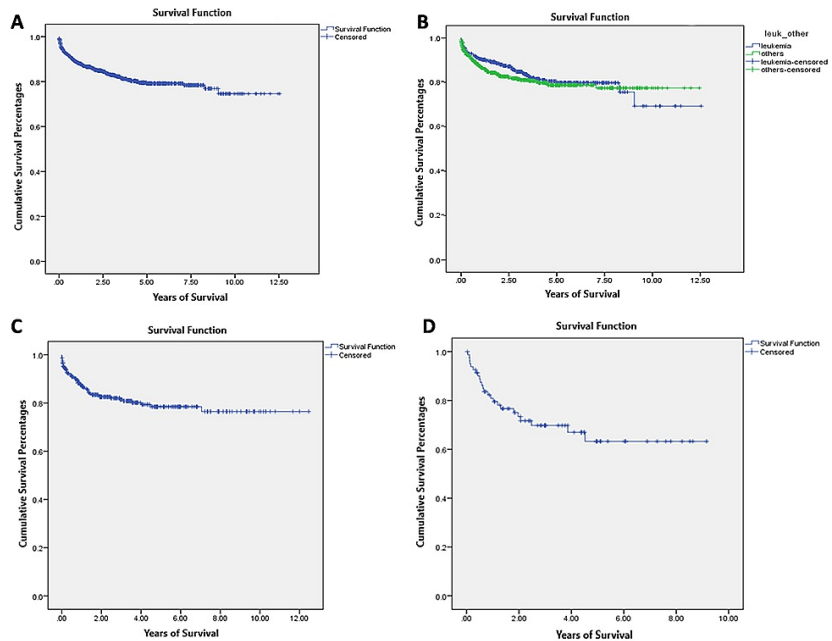 A
Survival Function
Survival Function
Censored
Cumulative Survival Percentages
1.0
0.8
0.6
0.4
0.2
0.0
.00 2.50 5.00 7.50 10.00 12.50
Years of Survival
B
Survival Function
leuk_other
leukemia
others
leukemia-censored
others-censored
Cumulative Survival Percentages
1.0
0.8
0.6
0.4
0.2
0.0
.00 2.50 5.00 7.50 10.00 12.50
Years of Survival
C
Survival Function
Survival Function
Censored
Cumulative Survival Percentages
1.0
0.8
0.6
0.4
0.2
0.0
.00 2.00 4.00 6.00 8.00 10.00 12.00
Years of Survival
D
Survival Function
Survival Function
Censored
Cumulative Survival Percentages
1.0
0.8
0.6
0.4
0.2
0.0
.00 2.00 4.00 6.00 8.00 10.00
Years of Survival